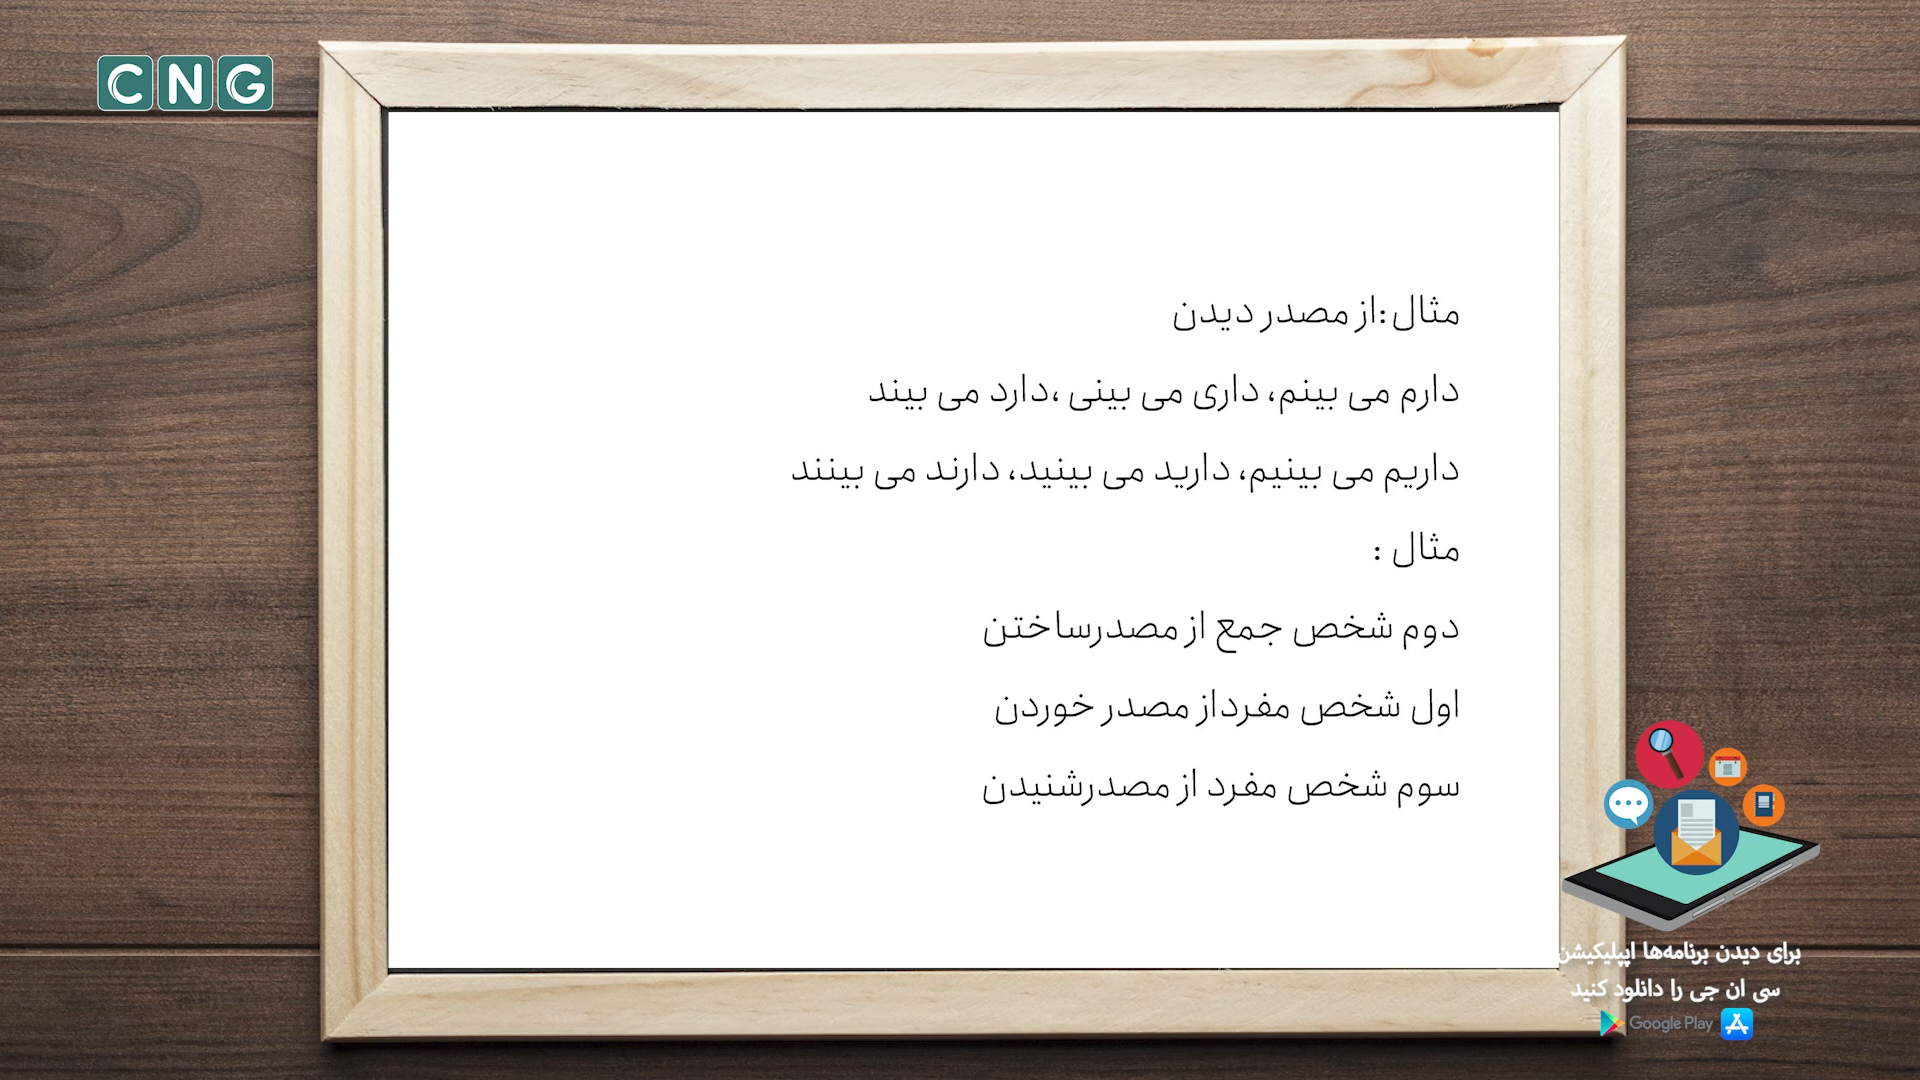 CNG
مثال:از مصدر دیدن
دارم می بینم، داری می بینی ،دارد می بیند
داریم می بینیم، دارید می بینید، دارند می بینند
مثال :
دوم شخص جمع از مصدرساختن
اول شخص مفرداز مصدر خوردن
سوم شخص مفرد از مصدرشنیدن
برای دیدن برنامه‌ها اپلیکیشن
سی ان جی را دانلود کنید
Google Play